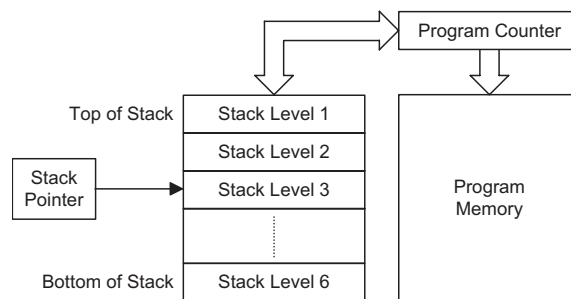 Program Counter
Top of Stack
Stack Level 1
Stack Level 2
Stack
Pointer
Stack Level 3
Program
Memory
Bottom of Stack
Stack Level 6